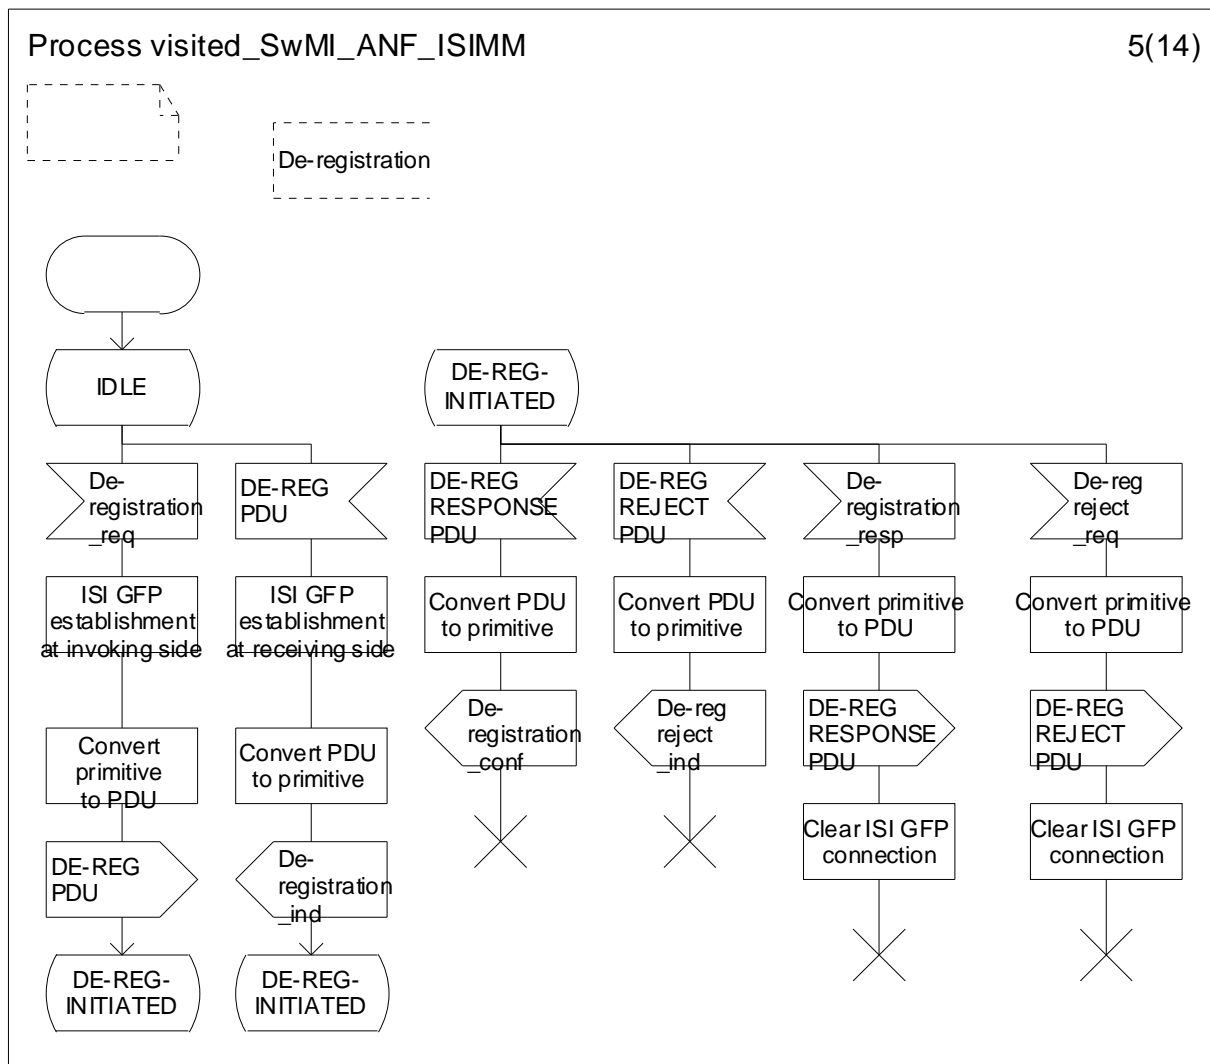 Process visited_SwMI_ANF_ISIMM
5(14)
De-registration
IDLE
DE-REG-
INITIATED
De-
registration
_req
DE-REG
PDU
DE-REG
RESPONSE
PDU
DE-REG
REJECT
PDU
De-
registration
_resp
De-reg
reject
_req
ISI GFP
establishment
at invoking side
ISI GFP
establishment
at receiving side
Convert PDU
to primitive
Convert PDU
to primitive
Convert primitive
to PDU
Convert primitive
to PDU
Convert
primitive
to PDU
Convert PDU
to primitive
De-
registration
_conf
De-reg
reject
_ind
DE-REG
RESPONSE
PDU
DE-REG
REJECT
PDU
DE-REG
PDU
De-
registration
_ind
Clear ISI GFP
connection
Clear ISI GFP
connection
DE-REG-
INITIATED
DE-REG-
INITIATED